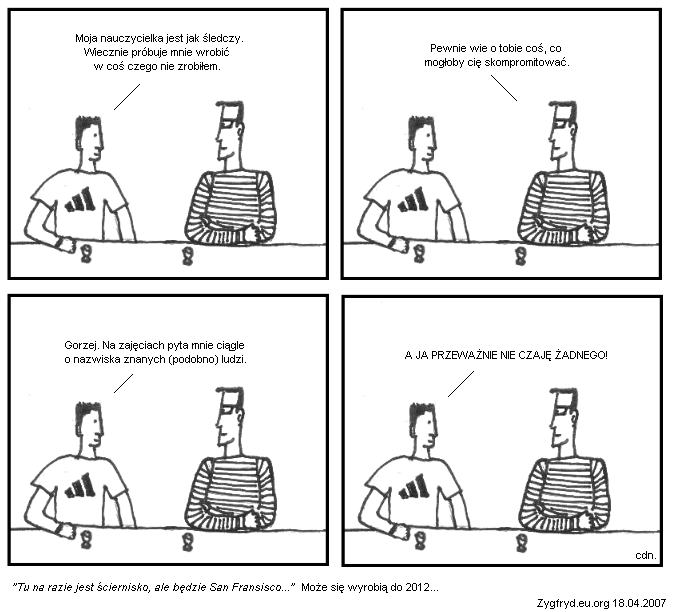 Moja nauczycielka jest jak śledczy.
Wiecznie próbuje mnie wrobić
w coś czego nie zrobiłem.
Pewnie wie o tobie coś, co
mogłoby cię skompromitować.
Gorzej. Na zajęciach pyta mnie ciągle
o nazwiska znanych (podobno) ludzi.
A JA PRZEWAŻNIE NIE CZAJĘ ŻADNEGO!
cdn.
"Tu na razie jest ściernisko, ale będzie San Fransisco..." Może się wyrobią do 2012...
Zygfryd.eu.org 18.04.2007